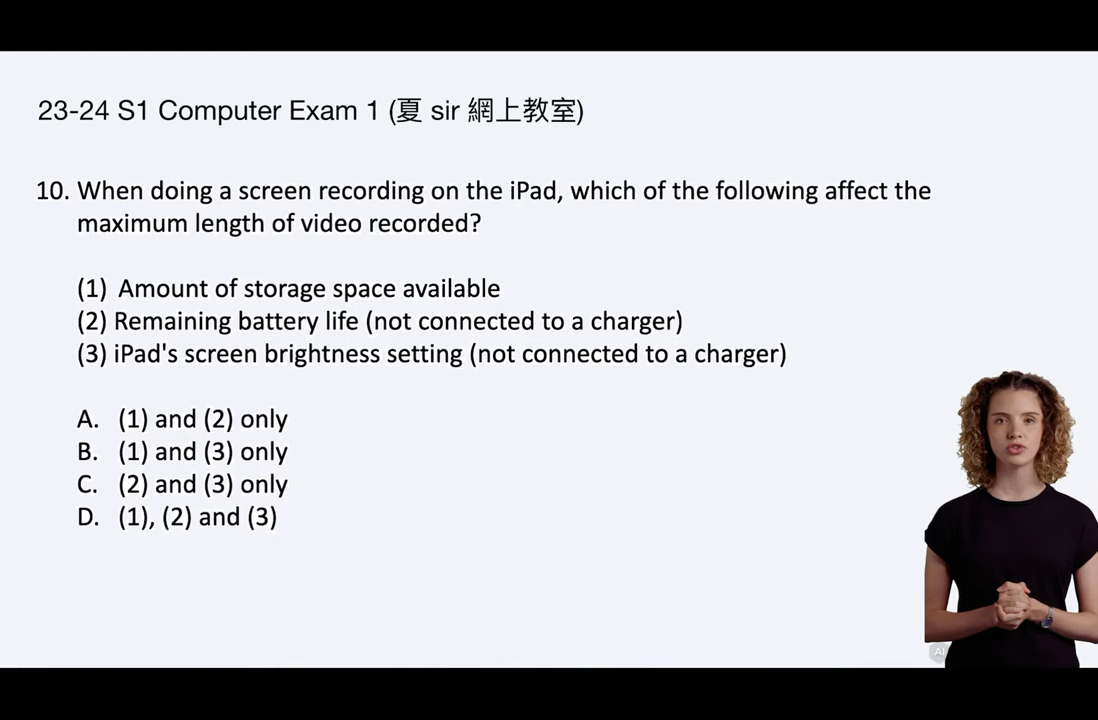 23-24 S1 Computer Exam 1 (夏 sir 網上教室)
10. When doing a screen recording on the iPad, which of the following affect the
maximum length of video recorded?
(1) Amount of storage space available
(2) Remaining battery life (not connected to a charger)
(3) iPad's screen brightness setting (not connected to a charger)
A. (1) and (2) only
B. (1) and (3) only
C. (2) and (3) only
D. (1), (2) and (3)
AI